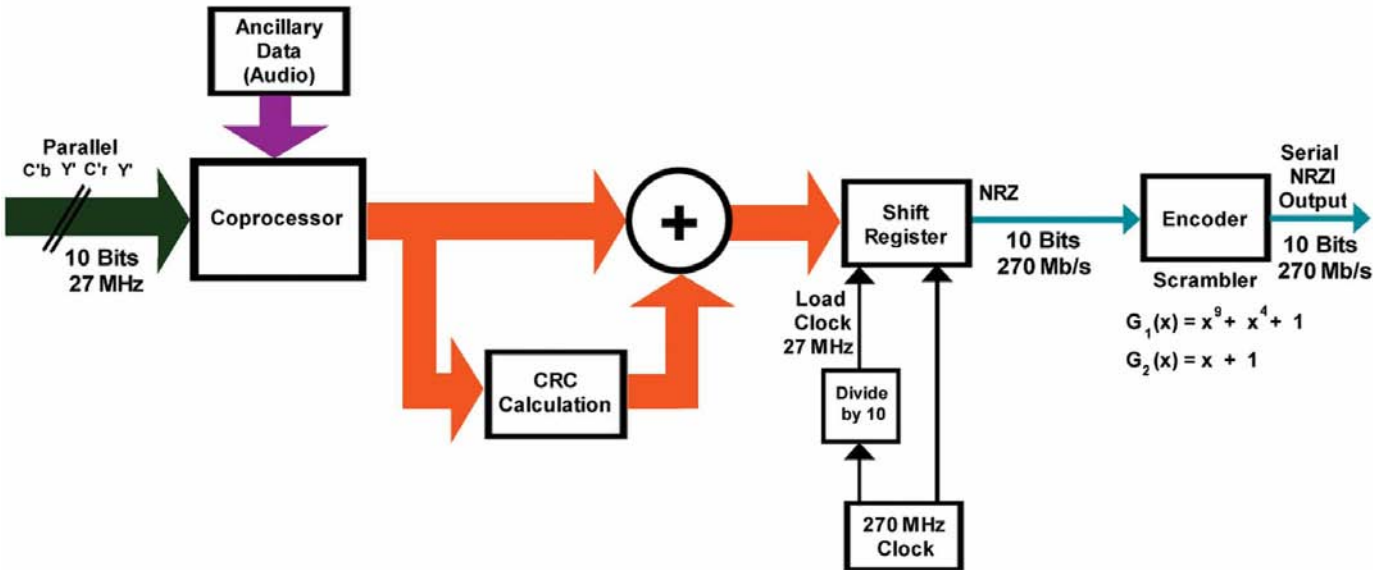 Ancillary
Data
(Audio)
Parallel
C'b Y' C'r Y'
10 Bits
27 MHz
Coprocessor
+
CRC
Calculation
Shift
Register
Load
Clock
27 MHz
Divide
by 10
270 MHz
Clock
NRZ
10 Bits
270 Mb/s
Encoder
Scrambler
G₁(x) = x⁹ + x⁴ + 1
G₂(x) = x + 1
Serial
NRZI
Output
10 Bits
270 Mb/s